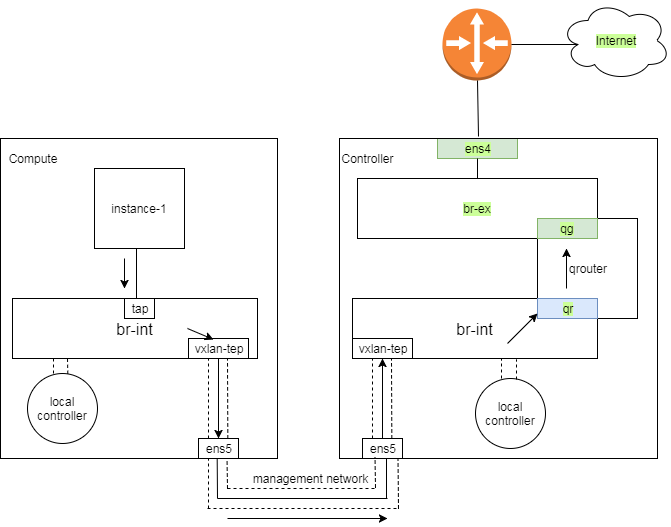 Internet
Compute
Controller
ens4
instance-1
br-ex
qg
qrouter
tap
br-int
vxlan-tep
qr
br-int
vxlan-tep
local
controller
local
controller
ens5
ens5
management network